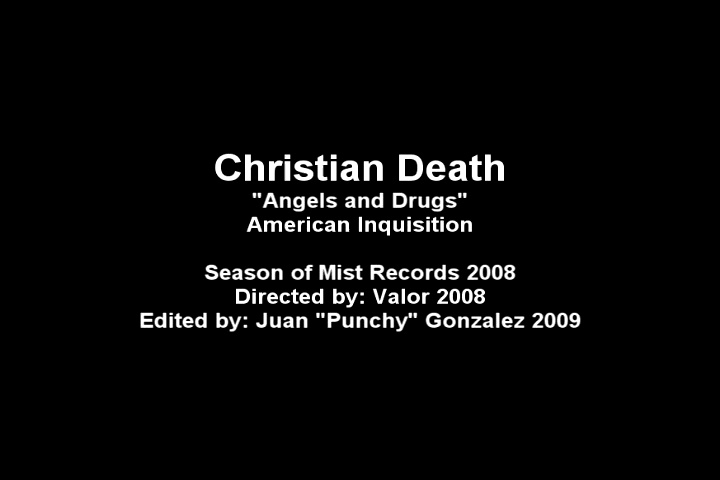 Christian Death
"Angels and Drugs"
American Inquisition
Season of Mist Records 2008
Directed by: Valor 2008
Edited by: Juan "Punchy" Gonzalez 2009